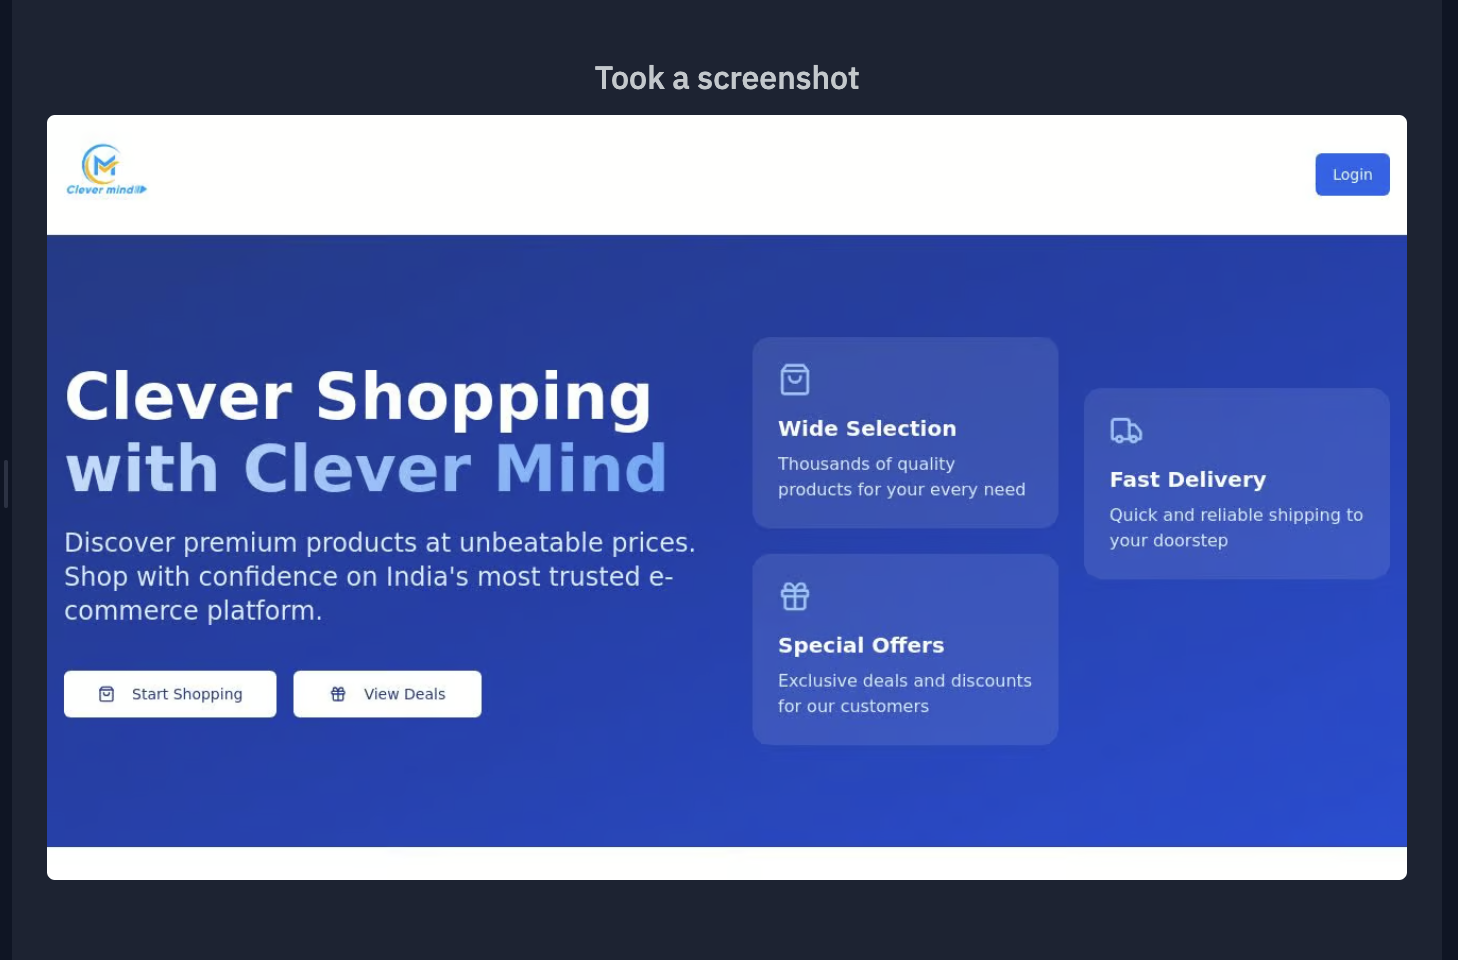 Took a screenshot
Clever mind
Login
Clever Shopping
with Clever Mind
Discover premium products at unbeatable prices.
Shop with confidence on India's most trusted e-
commerce platform.
Start Shopping
View Deals
Wide Selection
Thousands of quality
products for your every need
Fast Delivery
Quick and reliable shipping to
your doorstep
Special Offers
Exclusive deals and discounts
for our customers